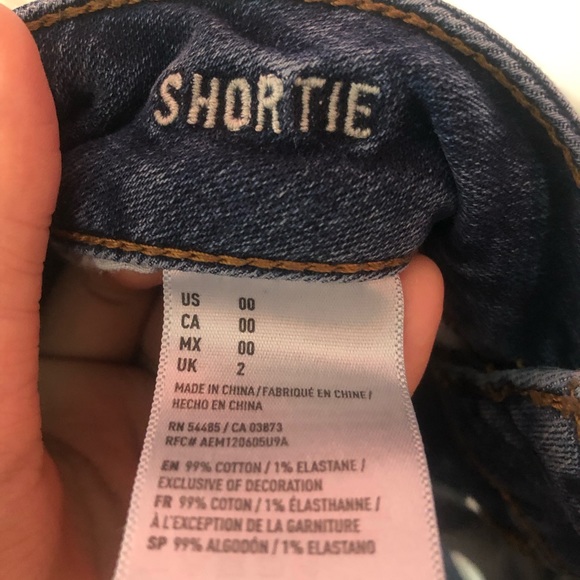 SHORTIE
US 00
CA 00
MX 00
UK 2
MADE IN CHINA/FABRIQUÉ EN CHINE/
HECHO EN CHINA
RN 54485 / CA 03873
RFC# AEM120605U9A
EN 99% COTTON / 1% ELASTANE /
EXCLUSIVE OF DECORATION
FR 99% COTON / 1% ÉLASTHANNE /
À L'EXCEPTION DE LA GARNITURE
SP 99% ALGODÓN / 1% ELASTANO